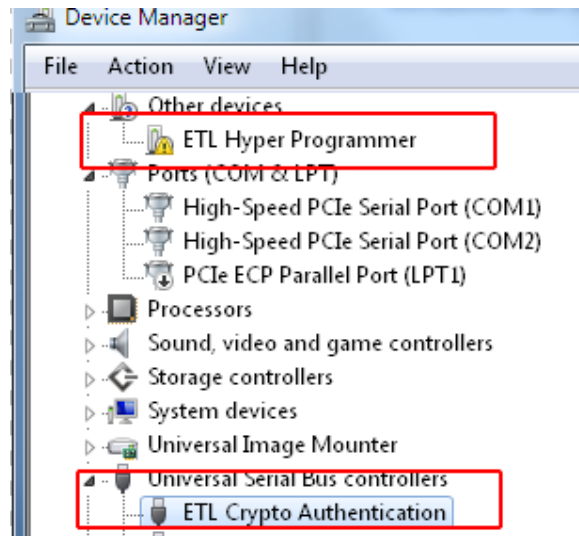 Device Manager
File Action View Help
Other devices
ETL Hyper Programmer
Ports (COM & LPT)
High-Speed PCIe Serial Port (COM1)
High-Speed PCIe Serial Port (COM2)
PCIe ECP Parallel Port (LPT1)
Processors
Sound, video and game controllers
Storage controllers
System devices
Universal Image Mounter
Universal Serial Bus controllers
ETL Crypto Authentication